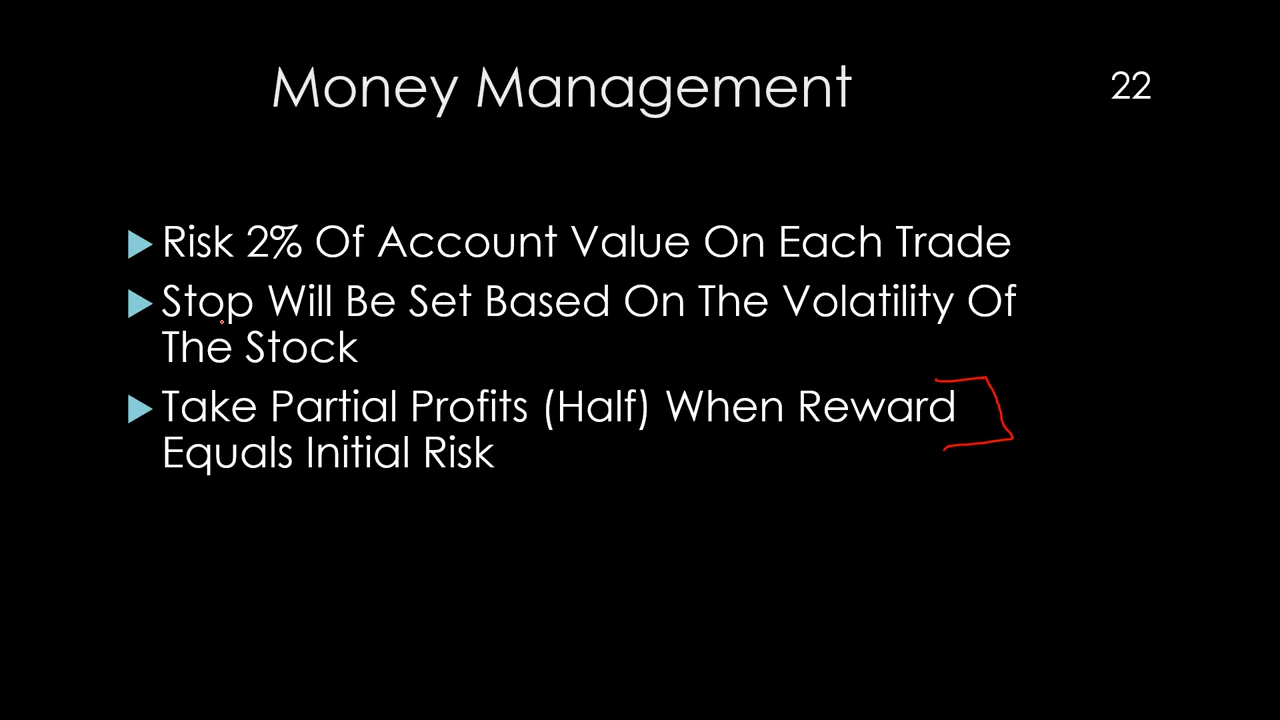 Money Management
22
Risk 2% Of Account Value On Each Trade
Stop Will Be Set Based On The Volatility Of
The Stock
Take Partial Profits (Half) When Reward
Equals Initial Risk